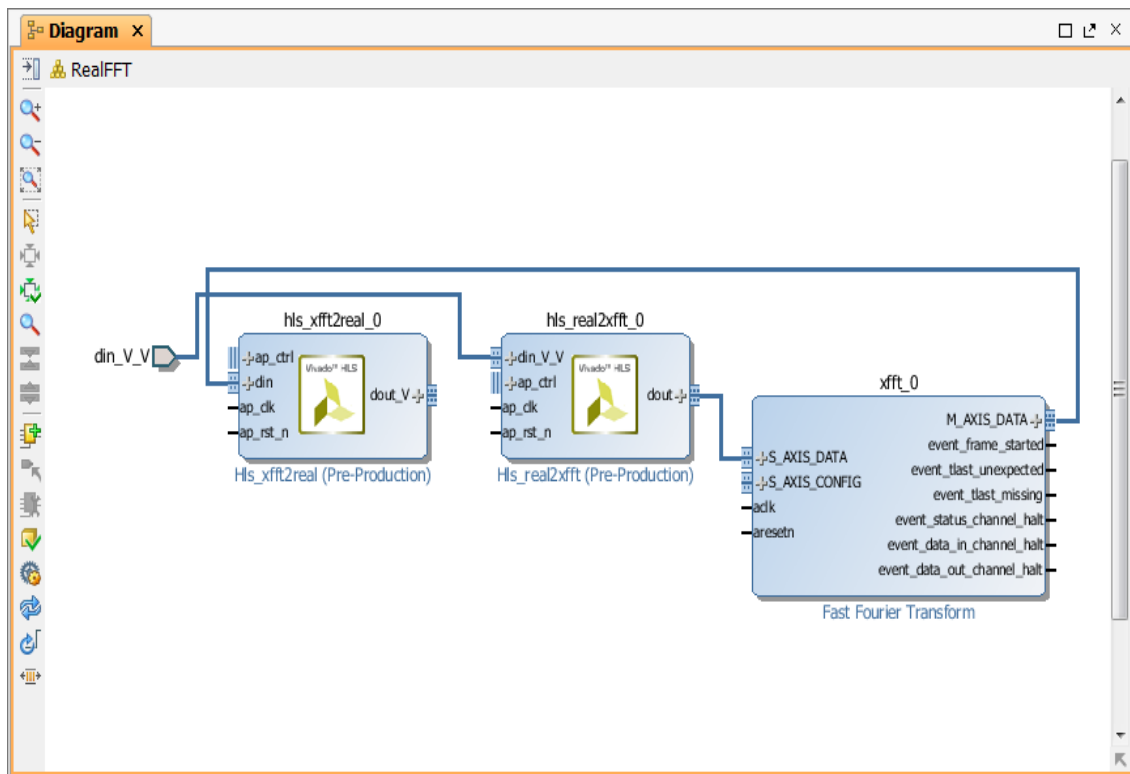 Diagram
RealFFT
din_V_V
hls_xfft2real_0
ap_ctrl
din
ap_clk
ap_rst_n
dout_V
Vivado™ HLS
Hls_xfft2real (Pre-Production)
hls_real2xfft_0
din_V_V
ap_ctrl
ap_clk
ap_rst_n
dout
Vivado™ HLS
Hls_real2xfft (Pre-Production)
xfft_0
S_AXIS_DATA
S_AXIS_CONFIG
aclk
aresetn
M_AXIS_DATA
event_frame_started
event_tlast_unexpected
event_tlast_missing
event_status_channel_halt
event_data_in_channel_halt
event_data_out_channel_halt
Fast Fourier Transform